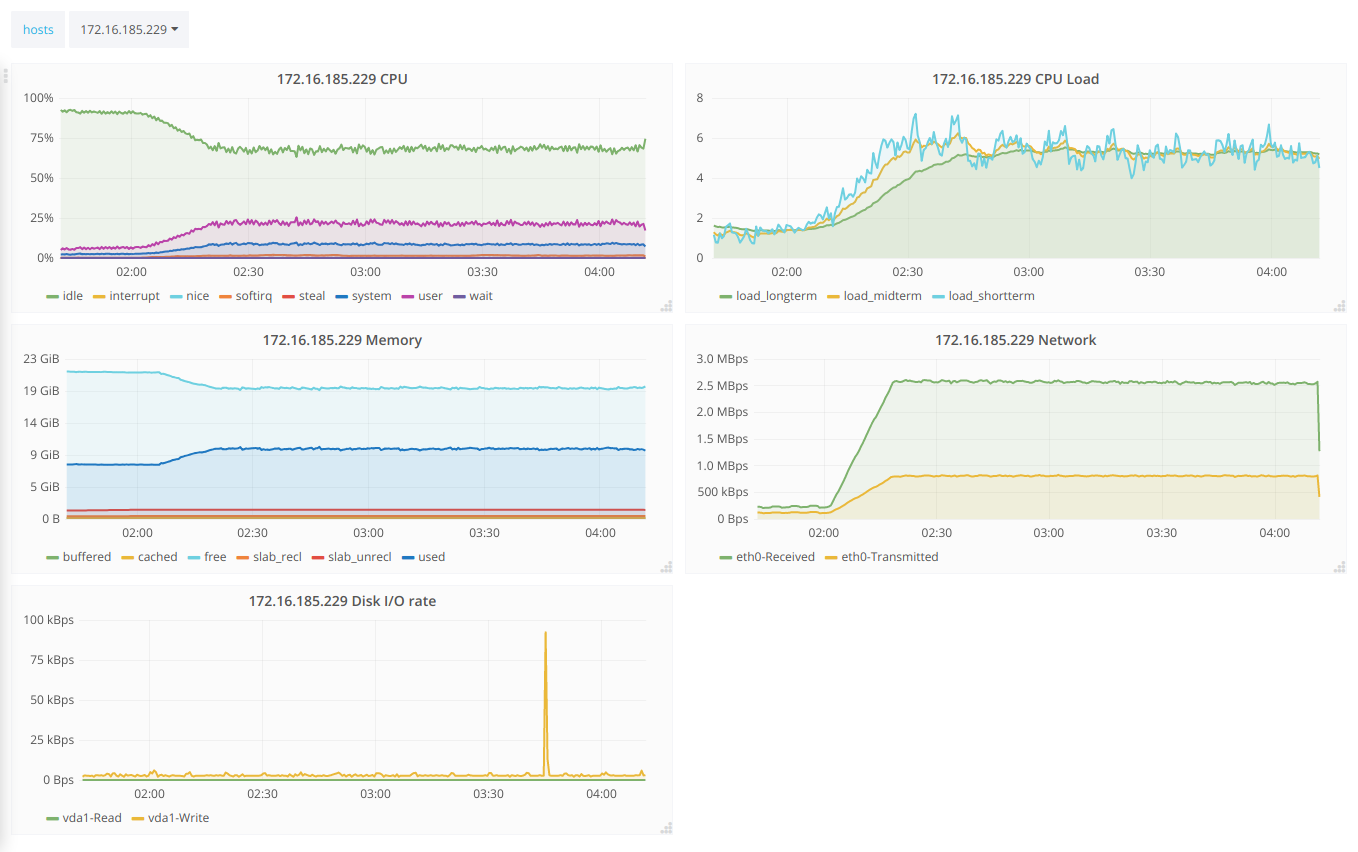 hosts 172.16.185.229
172.16.185.229 CPU
100%
75%
50%
25%
0%
02:00 02:30 03:00 03:30 04:00
idle interrupt nice softirq steal system user wait
172.16.185.229 CPU Load
8
6
4
2
0
02:00 02:30 03:00 03:30 04:00
load_longterm load_midterm load_shortterm
172.16.185.229 Memory
23 GiB
19 GiB
14 GiB
9 GiB
5 GiB
0 B
02:00 02:30 03:00 03:30 04:00
buffered cached free slab_recl slab_unrecl used
172.16.185.229 Network
3.0 MBps
2.5 MBps
2.0 MBps
1.5 MBps
1.0 MBps
500 kBps
0 Bps
02:00 02:30 03:00 03:30 04:00
eth0-Received eth0-Transmitted
172.16.185.229 Disk I/O rate
100 kBps
75 kBps
50 kBps
25 kBps
0 Bps
02:00 02:30 03:00 03:30 04:00
vda1-Read vda1-Write